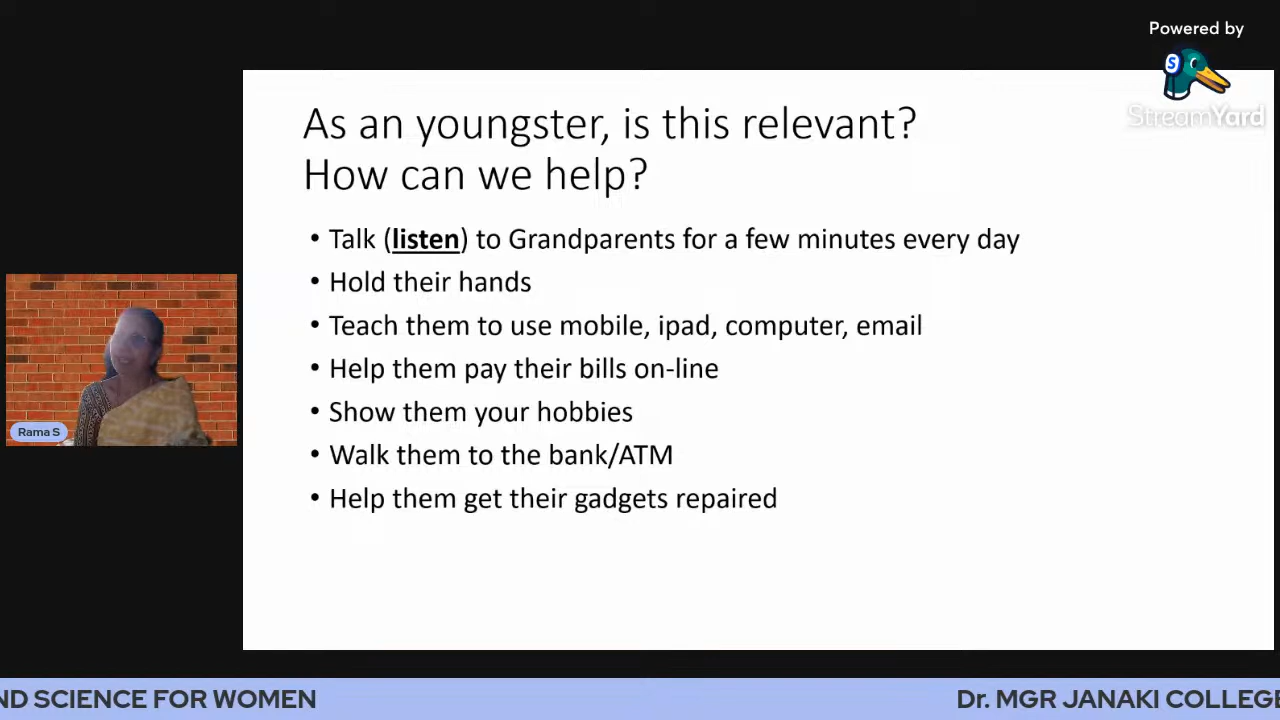 Powered by
S
StreamYard
As an youngster, is this relevant?
How can we help?
• Talk (listen) to Grandparents for a few minutes every day
• Hold their hands
• Teach them to use mobile, ipad, computer, email
• Help them pay their bills on-line
• Show them your hobbies
• Walk them to the bank/ATM
• Help them get their gadgets repaired
Rama S
ND SCIENCE FOR WOMEN
Dr. MGR JANAKI COLLEGE